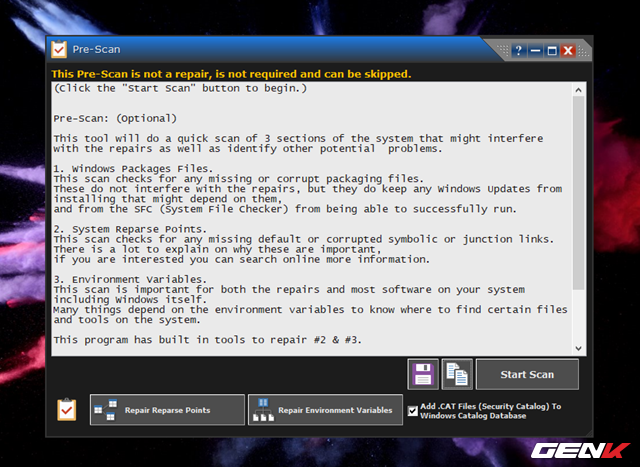 Pre-Scan
?
This Pre-Scan is not a repair, is not required and can be skipped.
(Click the "Start Scan" button to begin.)
Pre-Scan: (Optional)
This tool will do a quick scan of 3 sections of the system that might interfere
with the repairs as well as identify other potential  problems.
1. Windows Packages Files.
This scan checks for any missing or corrupt packaging files.
These do not interfere with the repairs, but they do keep any Windows Updates from
installing that might depend on them,
and from the SFC (System File Checker) from being able to successfully run.
2. System Reparse Points.
This scan checks for any missing default or corrupted symbolic or junction links.
There is a lot to explain on why these are important,
if you are interested you can search online more information.
3. Environment Variables.
This scan is important for both the repairs and most software on your system
including Windows itself.
Many things depend on the environment variables to know where to find certain files
and tools on the system.
This program has built in tools to repair #2 & #3.
Start Scan
Repair Reparse Points
Repair Environment Variables
Add .CAT Files (Security Catalog) To
Windows Catalog Database
GENK